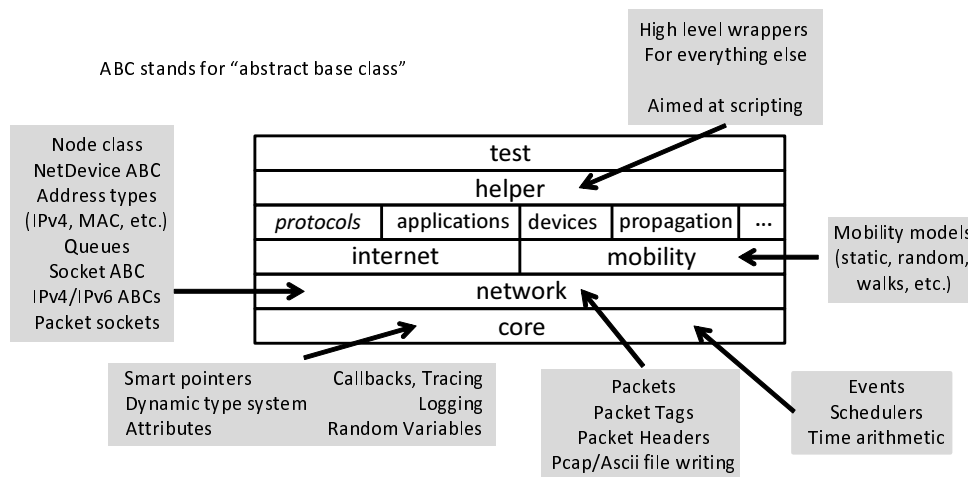 ABC stands for “abstract base class”
High level wrappers
For everything else
Aimed at scripting
Node class
NetDevice ABC
Address types
(IPv4, MAC, etc.)
Queues
Socket ABC
IPv4/IPv6 ABCs
Packet sockets
test
helper
protocols applications devices propagation ...
internet mobility
network
core
Mobility models
(static, random,
walks, etc.)
Smart pointers Callbacks, Tracing
Dynamic type system Logging
Attributes Random Variables
Packets
Packet Tags
Packet Headers
Pcap/Ascii file writing
Events
Schedulers
Time arithmetic